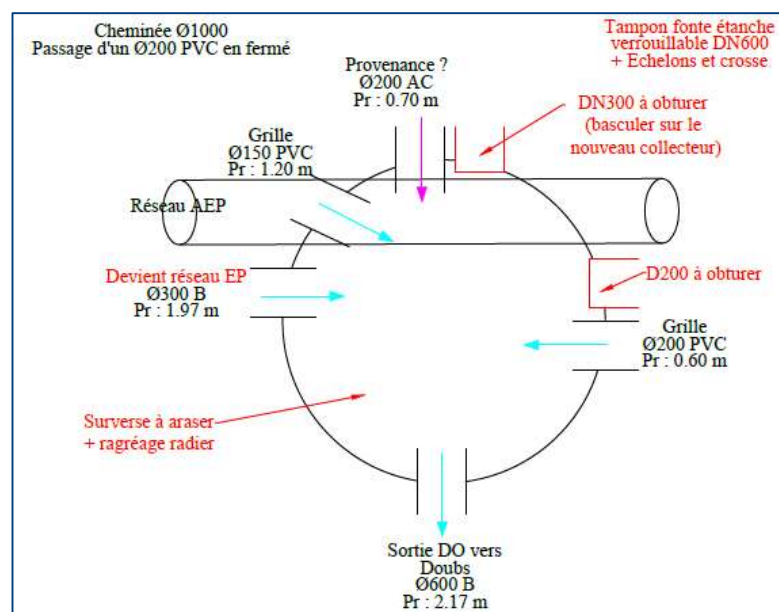 Cheminée Ø1000
Passage d'un Ø200 PVC en fermé
Tampon fonte étanche
verrouillable DN600
+ Echelons et crosse
Provenance ?
Ø200 AC
Pr : 0.70 m
DN300 à obturer
(basculer sur le
nouveau collecteur)
Grille
Ø150 PVC
Pr : 1.20 m
Réseau AEP
Devient réseau EP
Ø300 B
Pr : 1.97 m
D200 à obturer
Grille
Ø200 PVC
Pr : 0.60 m
Surverse à araser
+ ragréage radier
Sortie DO vers
Doubs
Ø600 B
Pr : 2.17 m